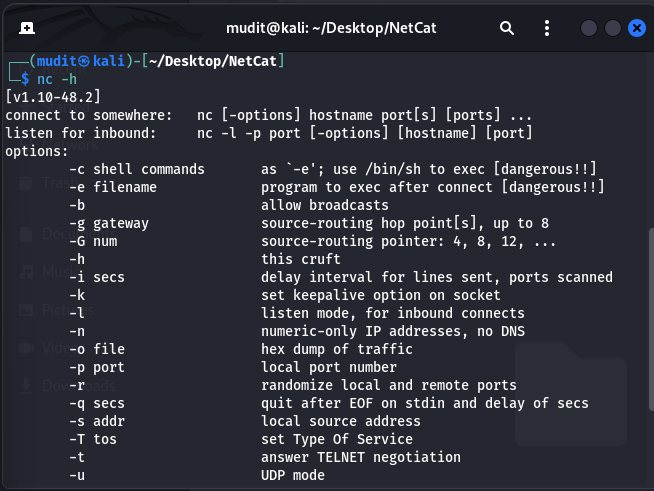 mudit@kali: ~/Desktop/NetCat
(mudit㉿kali)-[~/Desktop/NetCat]
$ nc -h
[v1.10-48.2]
connect to somewhere: nc [-options] hostname port[s] [ports] ...
listen for inbound: nc -l -p port [-options] [hostname] [port]
options:
-c shell commands as `-e'; use /bin/sh to exec [dangerous!!]
-e filename program to exec after connect [dangerous!!]
-b allow broadcasts
-g gateway source-routing hop point[s], up to 8
-G num source-routing pointer: 4, 8, 12, ...
-h this cruft
-i secs delay interval for lines sent, ports scanned
-k set keepalive option on socket
-l listen mode, for inbound connects
-n numeric-only IP addresses, no DNS
-o file hex dump of traffic
-p port local port number
-r randomize local and remote ports
-q secs quit after EOF on stdin and delay of secs
-s addr local source address
-T tos set Type Of Service
-t answer TELNET negotiation
-u UDP mode